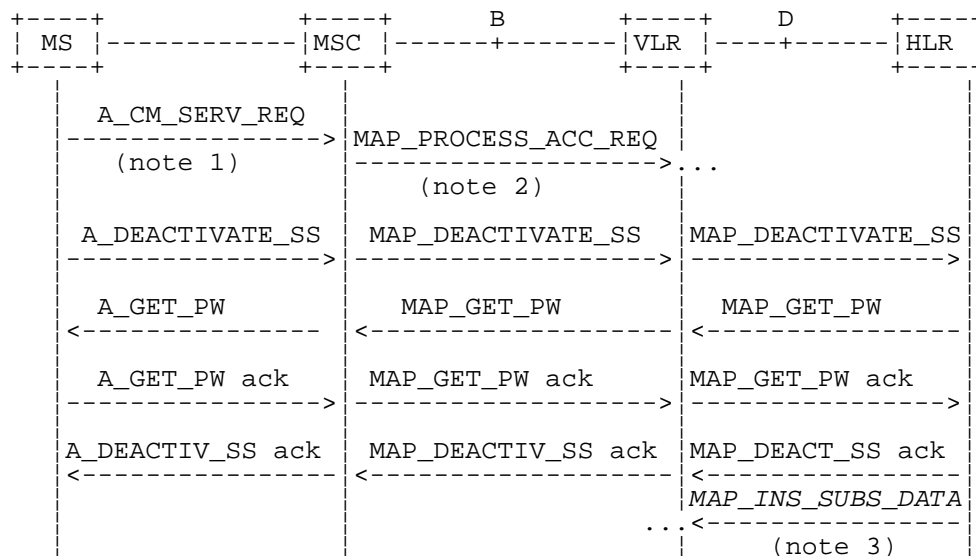 B D
MS MSC VLR HLR
A_CM_SERV_REQ
MAP_PROCESS_ACC_REQ
(note 1) ...
(note 2)
A_DEACTIVATE_SS MAP_DEACTIVATE_SS MAP_DEACTIVATE_SS
A_GET_PW MAP_GET_PW MAP_GET_PW
A_GET_PW ack MAP_GET_PW ack MAP_GET_PW ack
A_DEACTIV_SS ack MAP_DEACTIV_SS ack MAP_DEACT_SS ack
MAP_INS_SUBS_DATA
...
(note 3)